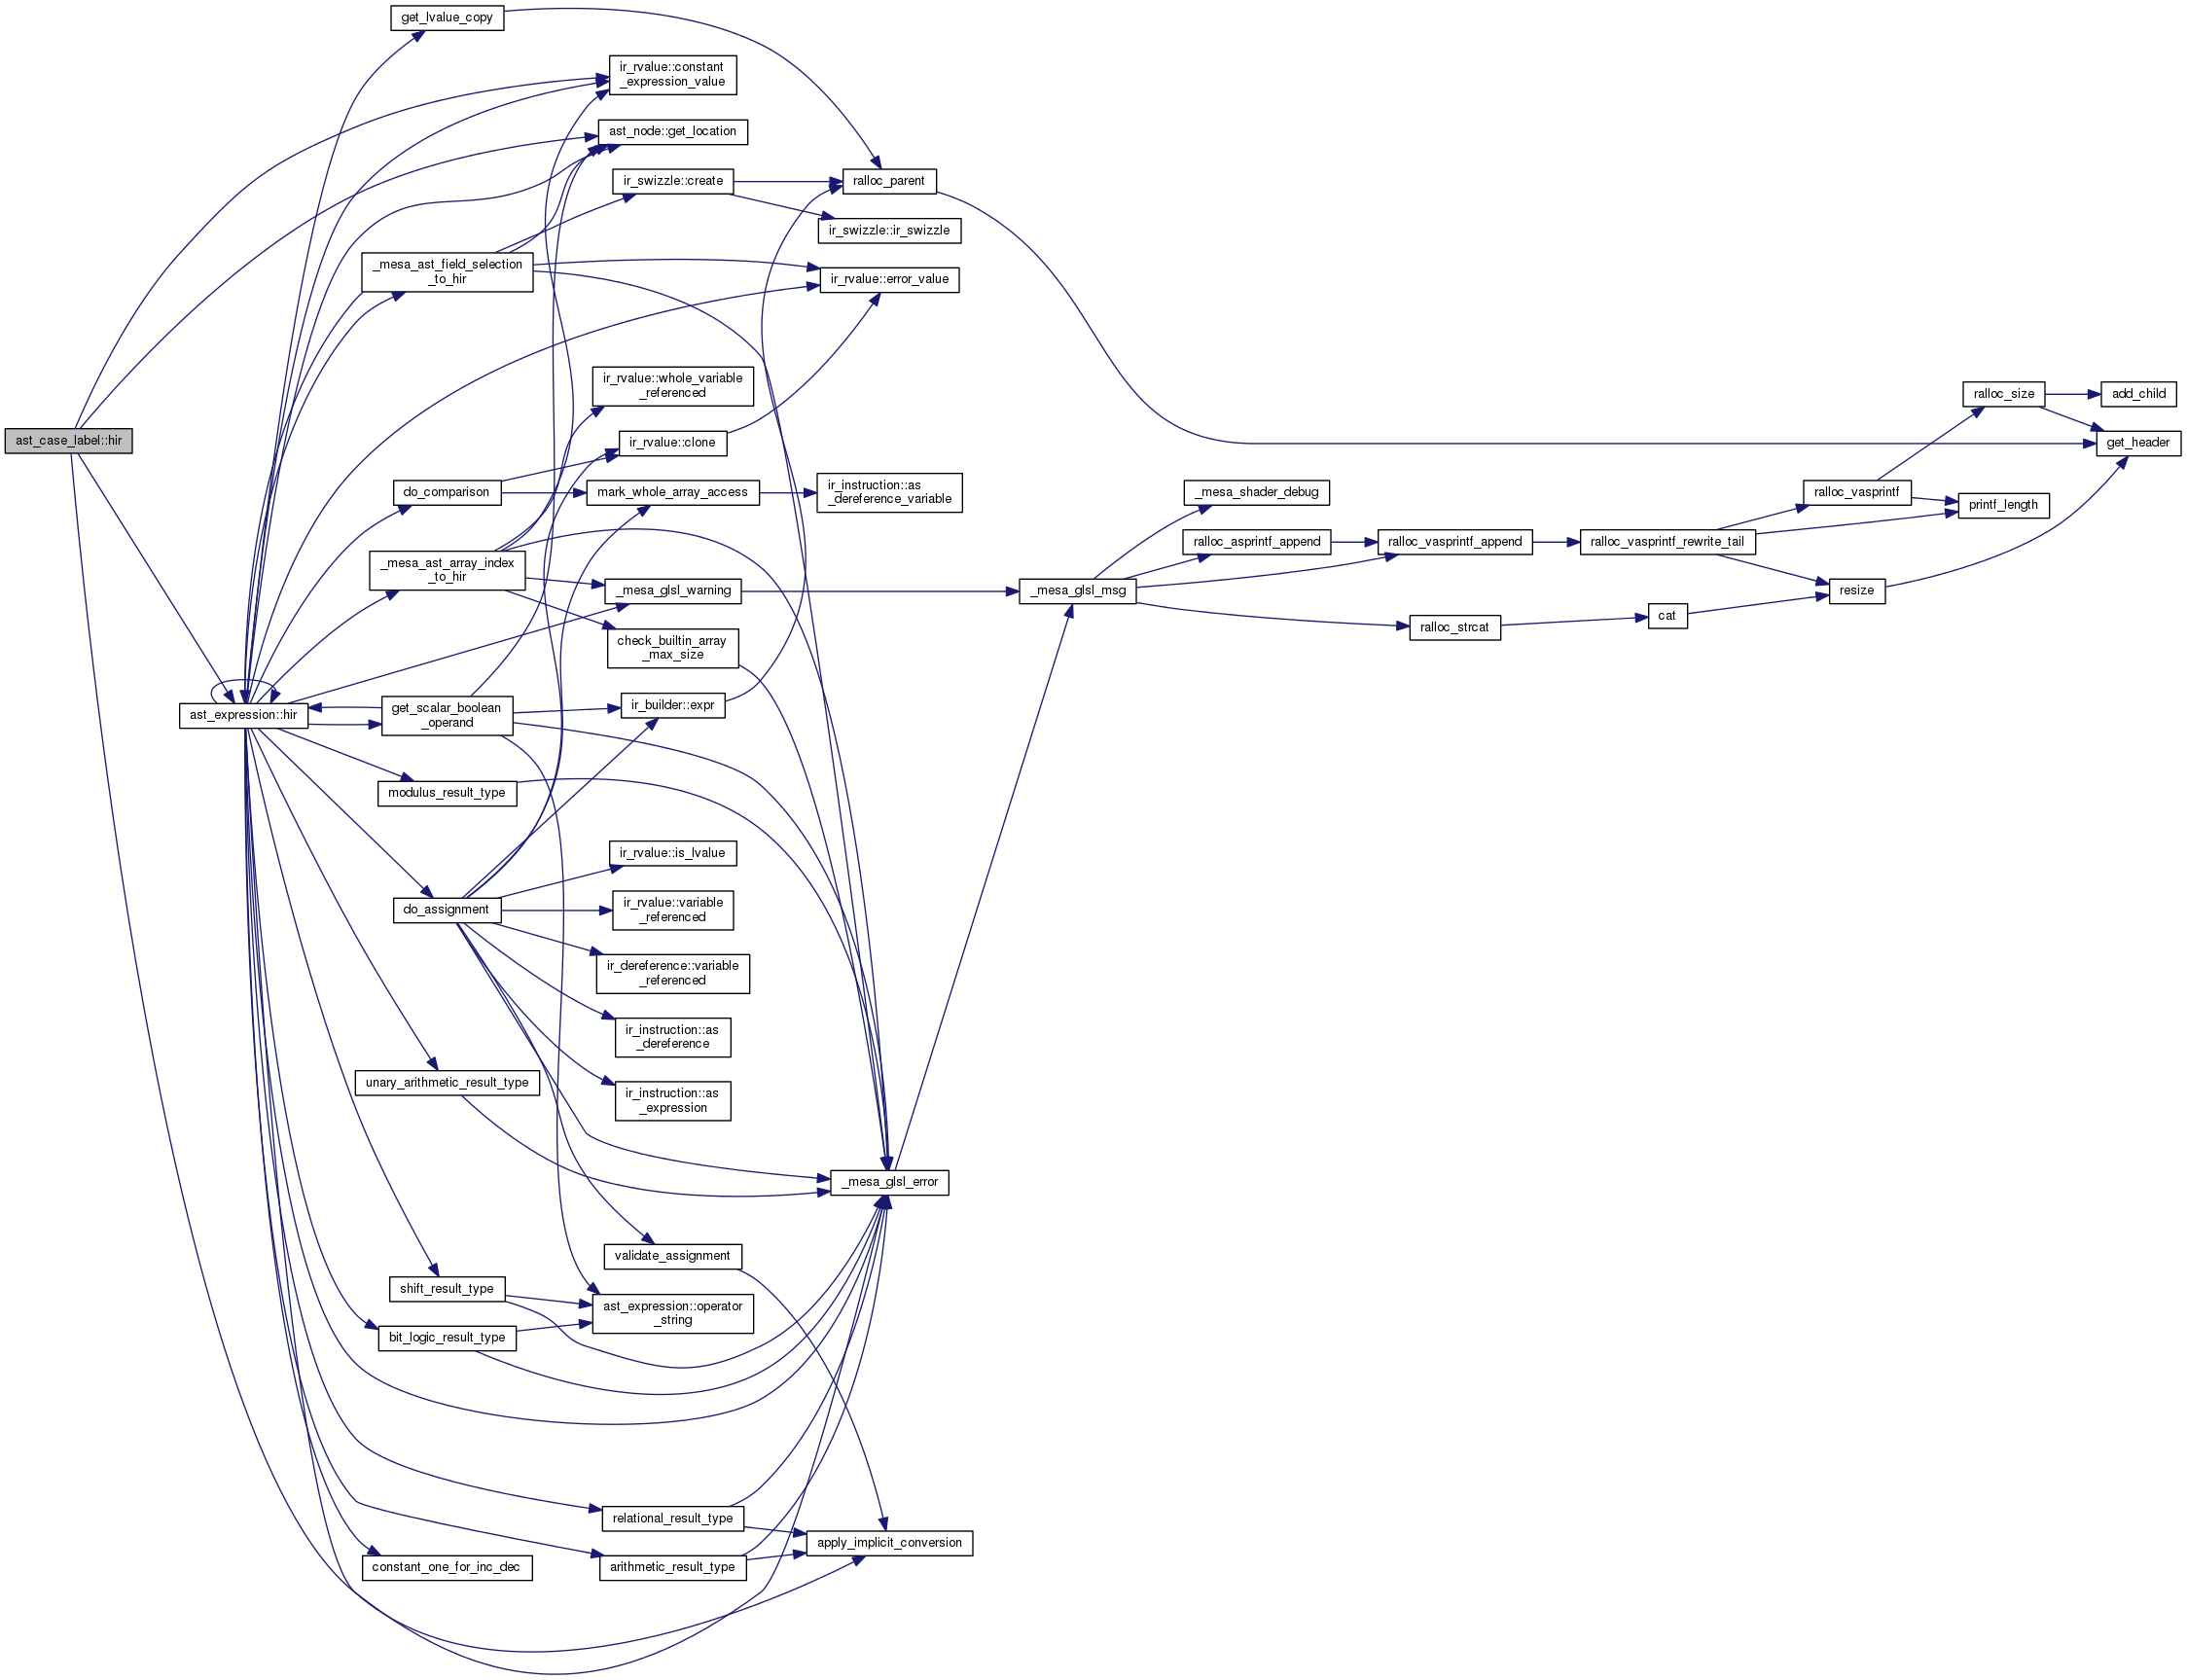 get_lvalue_copy
ir_rvalue::constant
_expression_value
ast_node::get_location
ir_swizzle::create
ralloc_parent
ir_swizzle::ir_swizzle
_mesa_ast_field_selection
_to_hir
ir_rvalue::error_value
ir_rvalue::whole_variable
_referenced
ralloc_size
add_child
ast_case_label::hir
ir_rvalue::clone
get_header
do_comparison
mark_whole_array_access
ir_instruction::as
_dereference_variable
_mesa_shader_debug
ralloc_vasprintf
printf_length
ralloc_asprintf_append
ralloc_vasprintf_append
ralloc_vasprintf_rewrite_tail
_mesa_ast_array_index
_to_hir
_mesa_glsl_warning
_mesa_glsl_msg
resize
cat
ralloc_strcat
check_builtin_array
_max_size
ast_expression::hir
get_scalar_boolean
_operand
ir_builder::expr
modulus_result_type
ir_rvalue::is_lvalue
do_assignment
ir_rvalue::variable
_referenced
ir_dereference::variable
_referenced
ir_instruction::as
_dereference
unary_arithmetic_result_type
ir_instruction::as
_expression
_mesa_glsl_error
validate_assignment
shift_result_type
ast_expression::operator
_string
bit_logic_result_type
relational_result_type
apply_implicit_conversion
constant_one_for_inc_dec
arithmetic_result_type